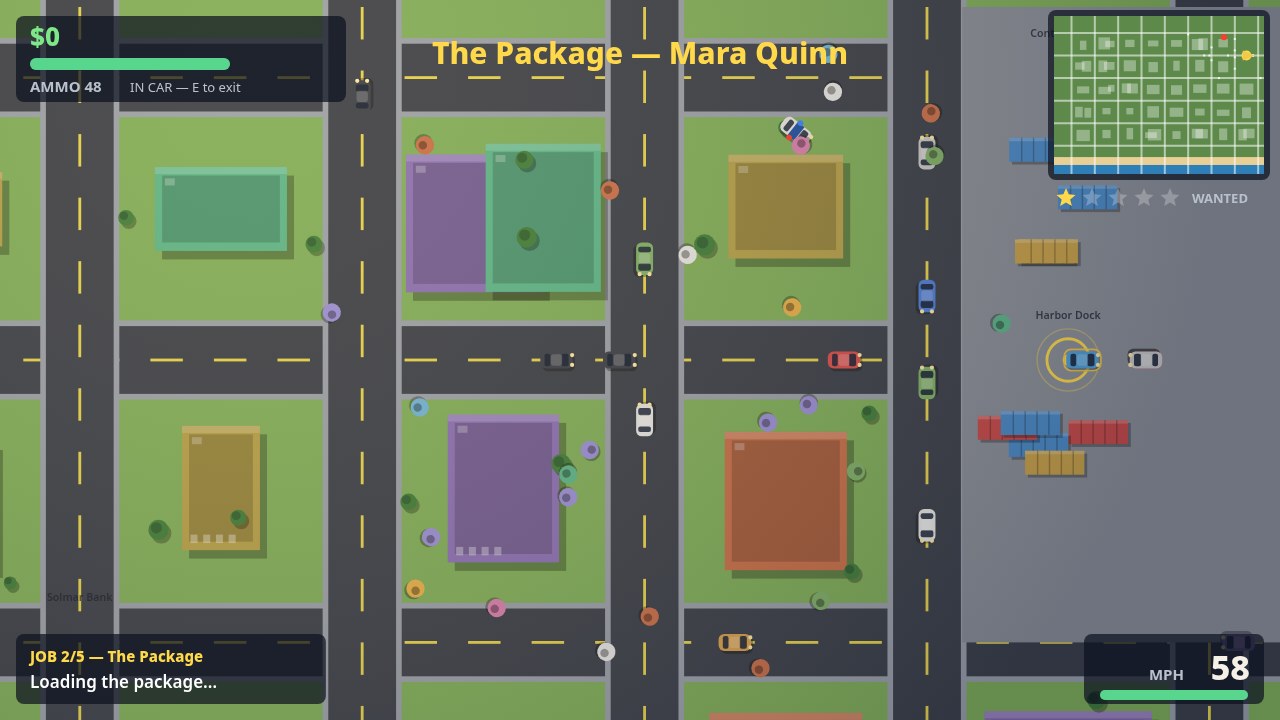 $0
The Package — Mara Quinn
AMMO 48 IN CAR — E to exit
WANTED
Harbor Dock
Solmar Bank
JOB 2/5 — The Package
Loading the package...
MPH 58